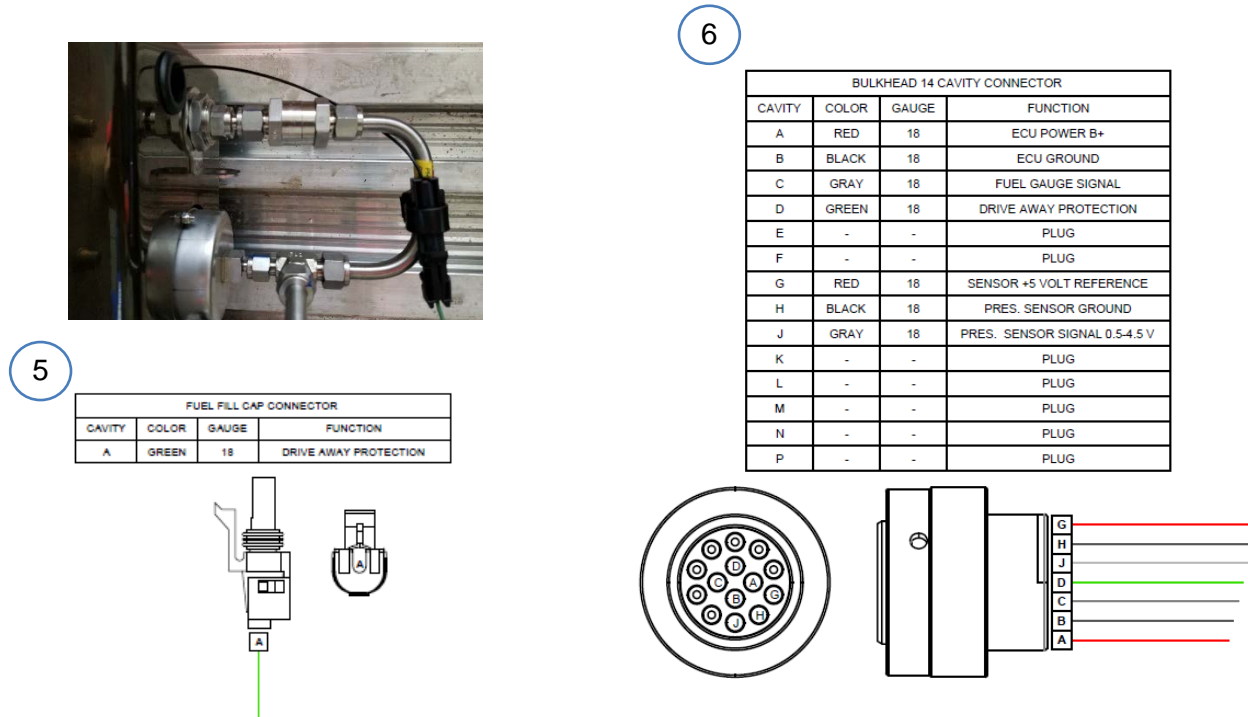 5
FUEL FILL CAP CONNECTOR
CAVITY COLOR GAUGE FUNCTION
A GREEN 18 DRIVE AWAY PROTECTION
A
A
6
BULKHEAD 14 CAVITY CONNECTOR
CAVITY COLOR GAUGE FUNCTION
A RED 18 ECU POWER B+
B BLACK 18 ECU GROUND
C GRAY 18 FUEL GAUGE SIGNAL
D GREEN 18 DRIVE AWAY PROTECTION
E - - PLUG
F - - PLUG
G RED 18 SENSOR +5 VOLT REFERENCE
H BLACK 18 PRES. SENSOR GROUND
J GRAY 18 PRES. SENSOR SIGNAL 0.5-4.5 V
K - - PLUG
L - - PLUG
M - - PLUG
N - - PLUG
P - - PLUG
D
C A
B G
J H
G
H
J
D
C
B
A